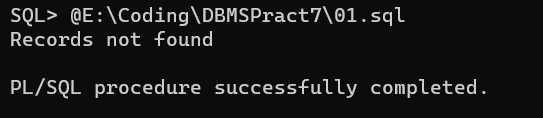 SQL> @E:\Coding\DBMSPract7\01.sql
Records not found
PL/SQL procedure successfully completed.